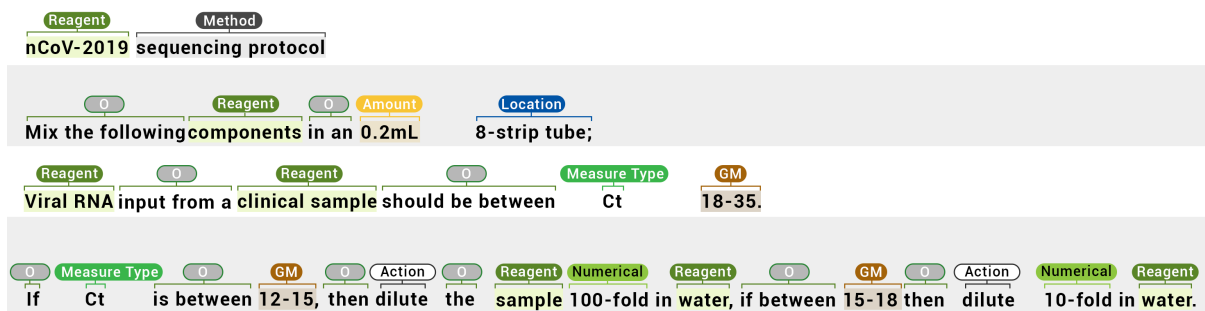 Reagent Method
nCoV-2019 sequencing protocol
O Reagent O Amount Location
Mix the following components in an 0.2mL 8-strip tube;
Reagent O Reagent O Measure Type GM
Viral RNA input from a clinical sample should be between Ct 18-35.
O Measure Type O GM O Action O Reagent Numerical Reagent O GM O Action Numerical Reagent
If Ct is between 12-15, then dilute the sample 100-fold in water, if between 15-18 then dilute 10-fold in water.